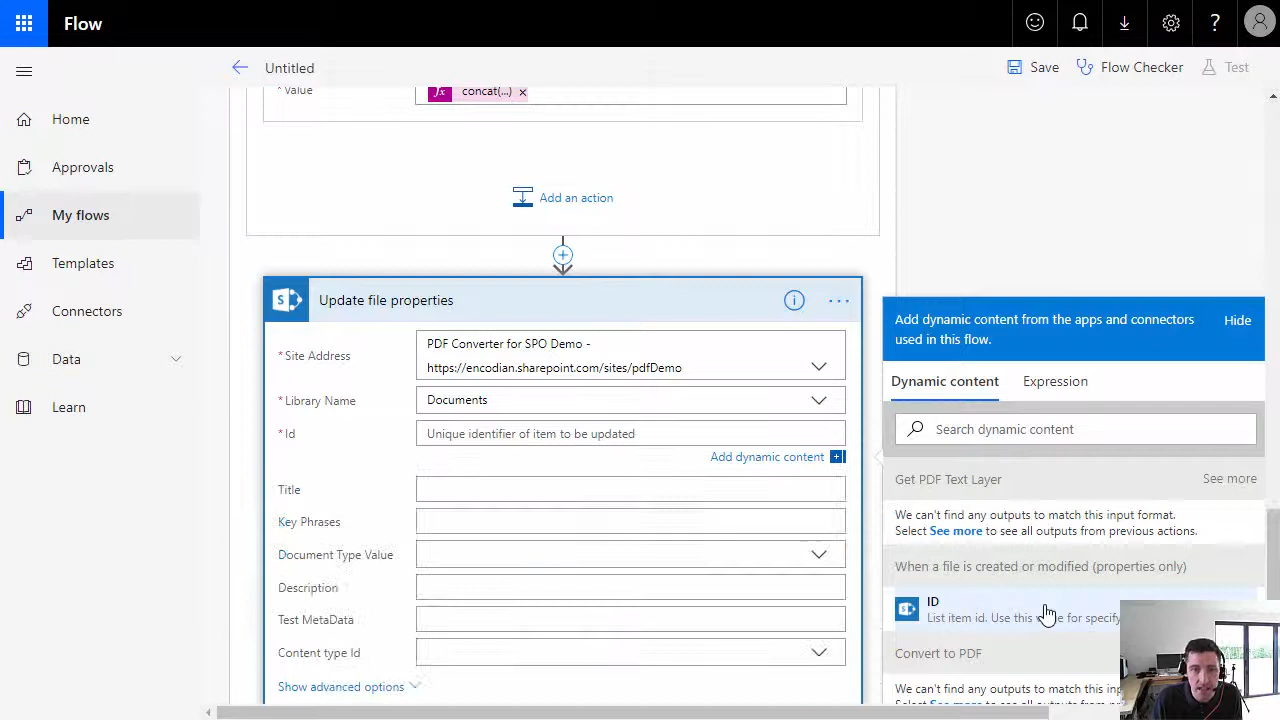 Flow
?
Untitled
Save
Flow Checker
Test
Home
Approvals
My flows
Templates
Connectors
Data
Learn
* Value
fx concat(...) x
Add an action
S Update file properties
i
* Site Address
PDF Converter for SPO Demo -
https://encodian.sharepoint.com/sites/pdfDemo
* Library Name
Documents
* Id
Unique identifier of item to be updated
Add dynamic content
Title
Key Phrases
Document Type Value
Description
Test MetaData
Content type Id
Show advanced options
Add dynamic content from the apps and connectors
used in this flow.
Hide
Dynamic content
Expression
Search dynamic content
Get PDF Text Layer
See more
We can't find any outputs to match this input format.
Select See more to see all outputs from previous actions.
When a file is created or modified (properties only)
S ID
List item id. Use this value for specify
Convert to PDF
We can't find any outputs to match this inp